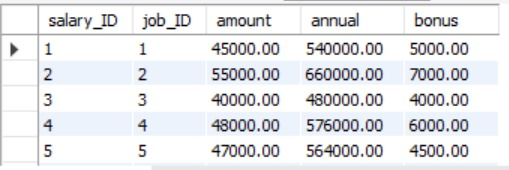 salary_ID job_ID amount annual bonus
1 1 45000.00 540000.00 5000.00
2 2 55000.00 660000.00 7000.00
3 3 40000.00 480000.00 4000.00
4 4 48000.00 576000.00 6000.00
5 5 47000.00 564000.00 4500.00